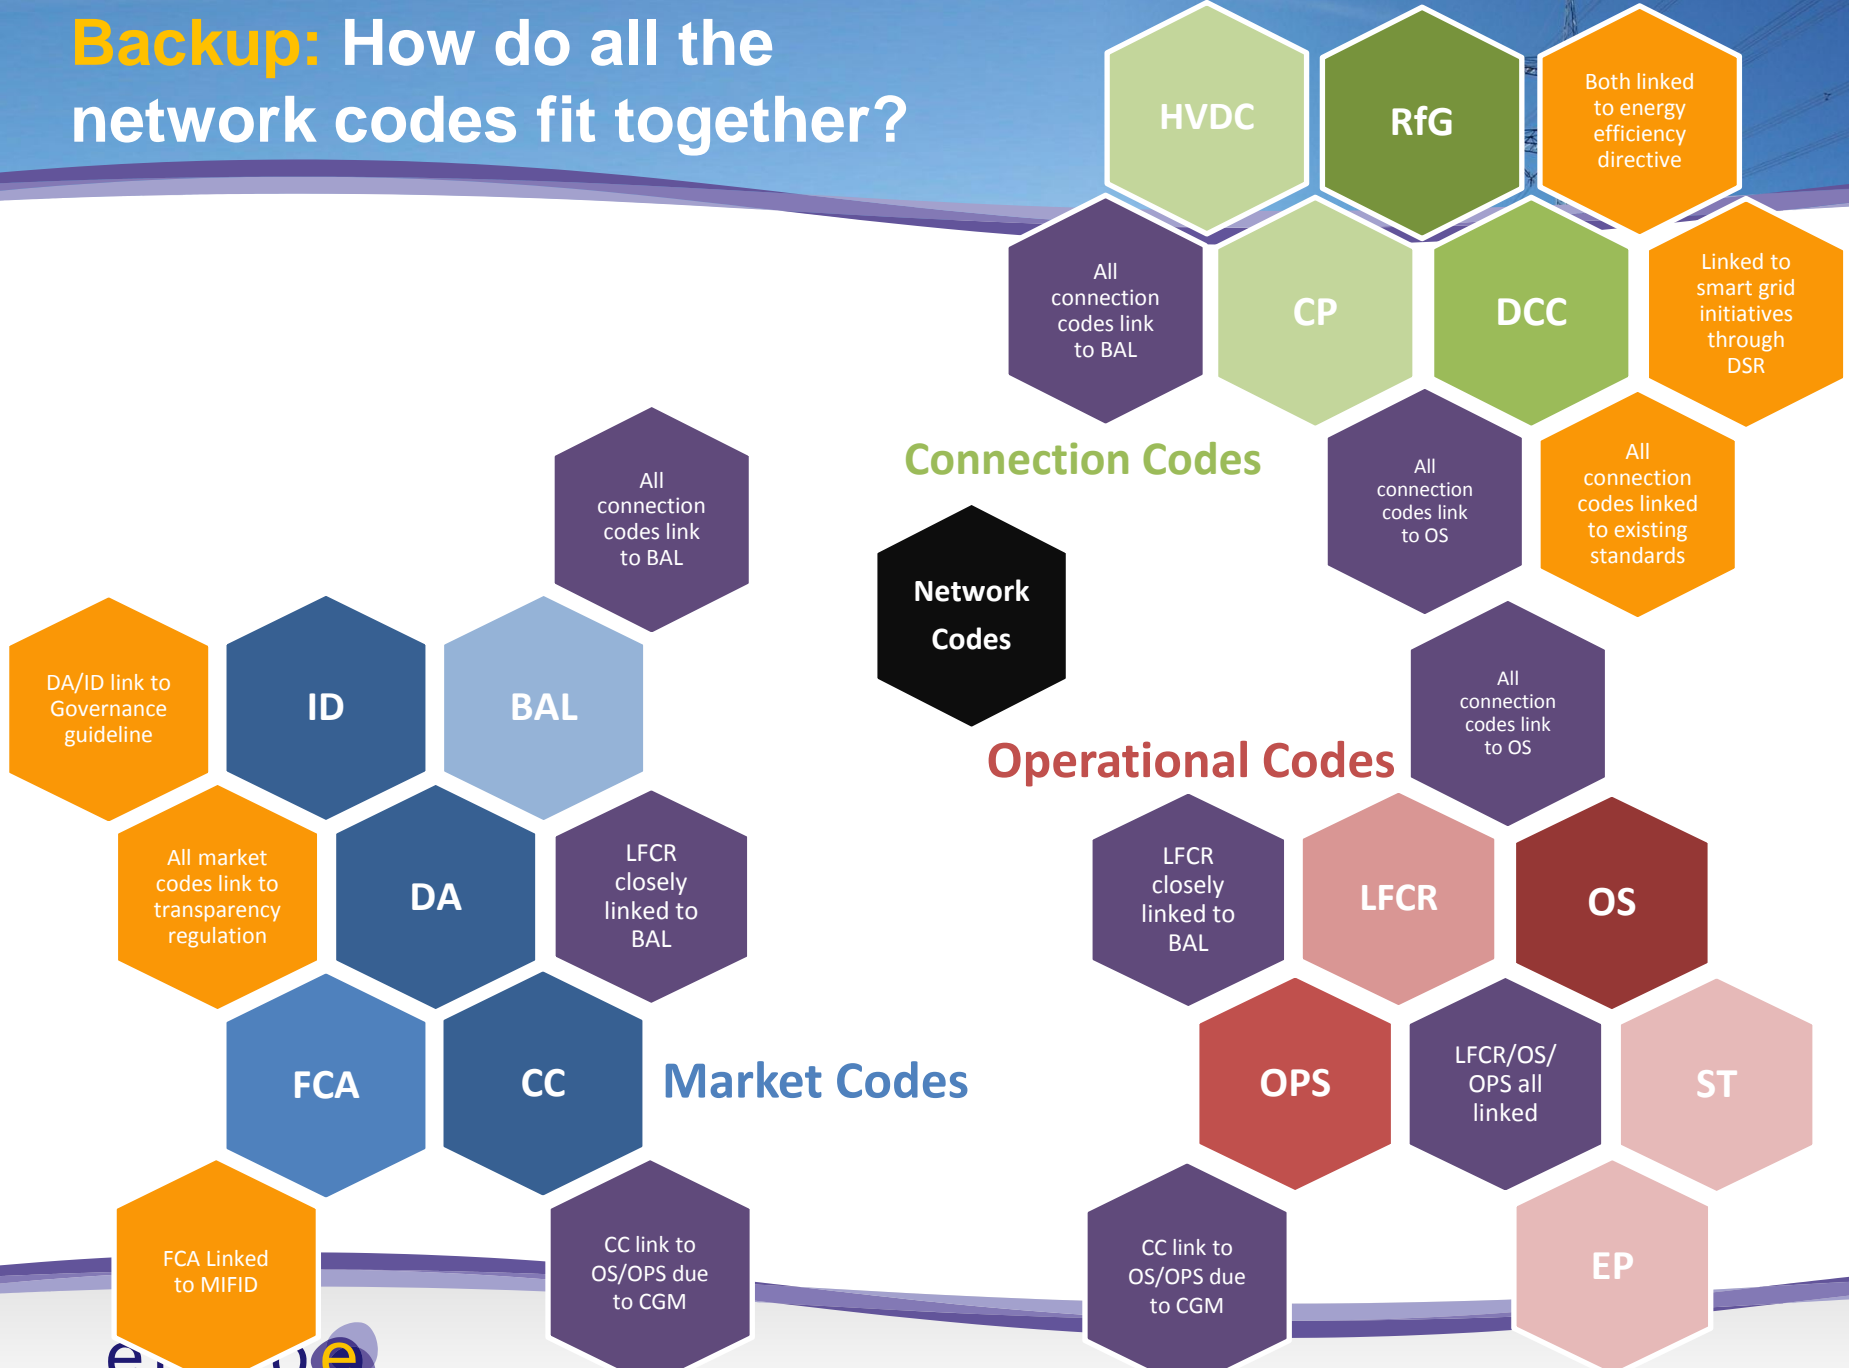 Backup: How do all the
network codes fit together?
HVDC
RfG
Both linked
to energy
efficiency
directive
All
connection
codes link
to BAL
CP
DCC
Linked to
smart grid
initiatives
through
DSR
Connection Codes
All
connection
codes link
to OS
All
connection
codes linked
to existing
standards
All
connection
codes link
to BAL
Network
Codes
DA/ID link to
Governance
guideline
ID
BAL
All
connection
codes link
to OS
Operational Codes
All market
codes link to
transparency
regulation
DA
LFCR
closely
linked to
BAL
LFCR
closely
linked to
BAL
LFCR
OS
FCA
CC
Market Codes
OPS
LFCR/OS/
OPS all
linked
ST
FCA Linked
to MIFID
CC link to
OS/OPS due
to CGM
CC link to
OS/OPS due
to CGM
EP